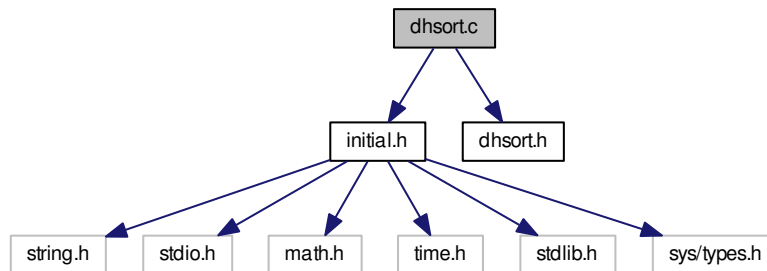 dhsort.c
initial.h
dhsort.h
string.h
stdio.h
math.h
time.h
stdlib.h
sys/types.h